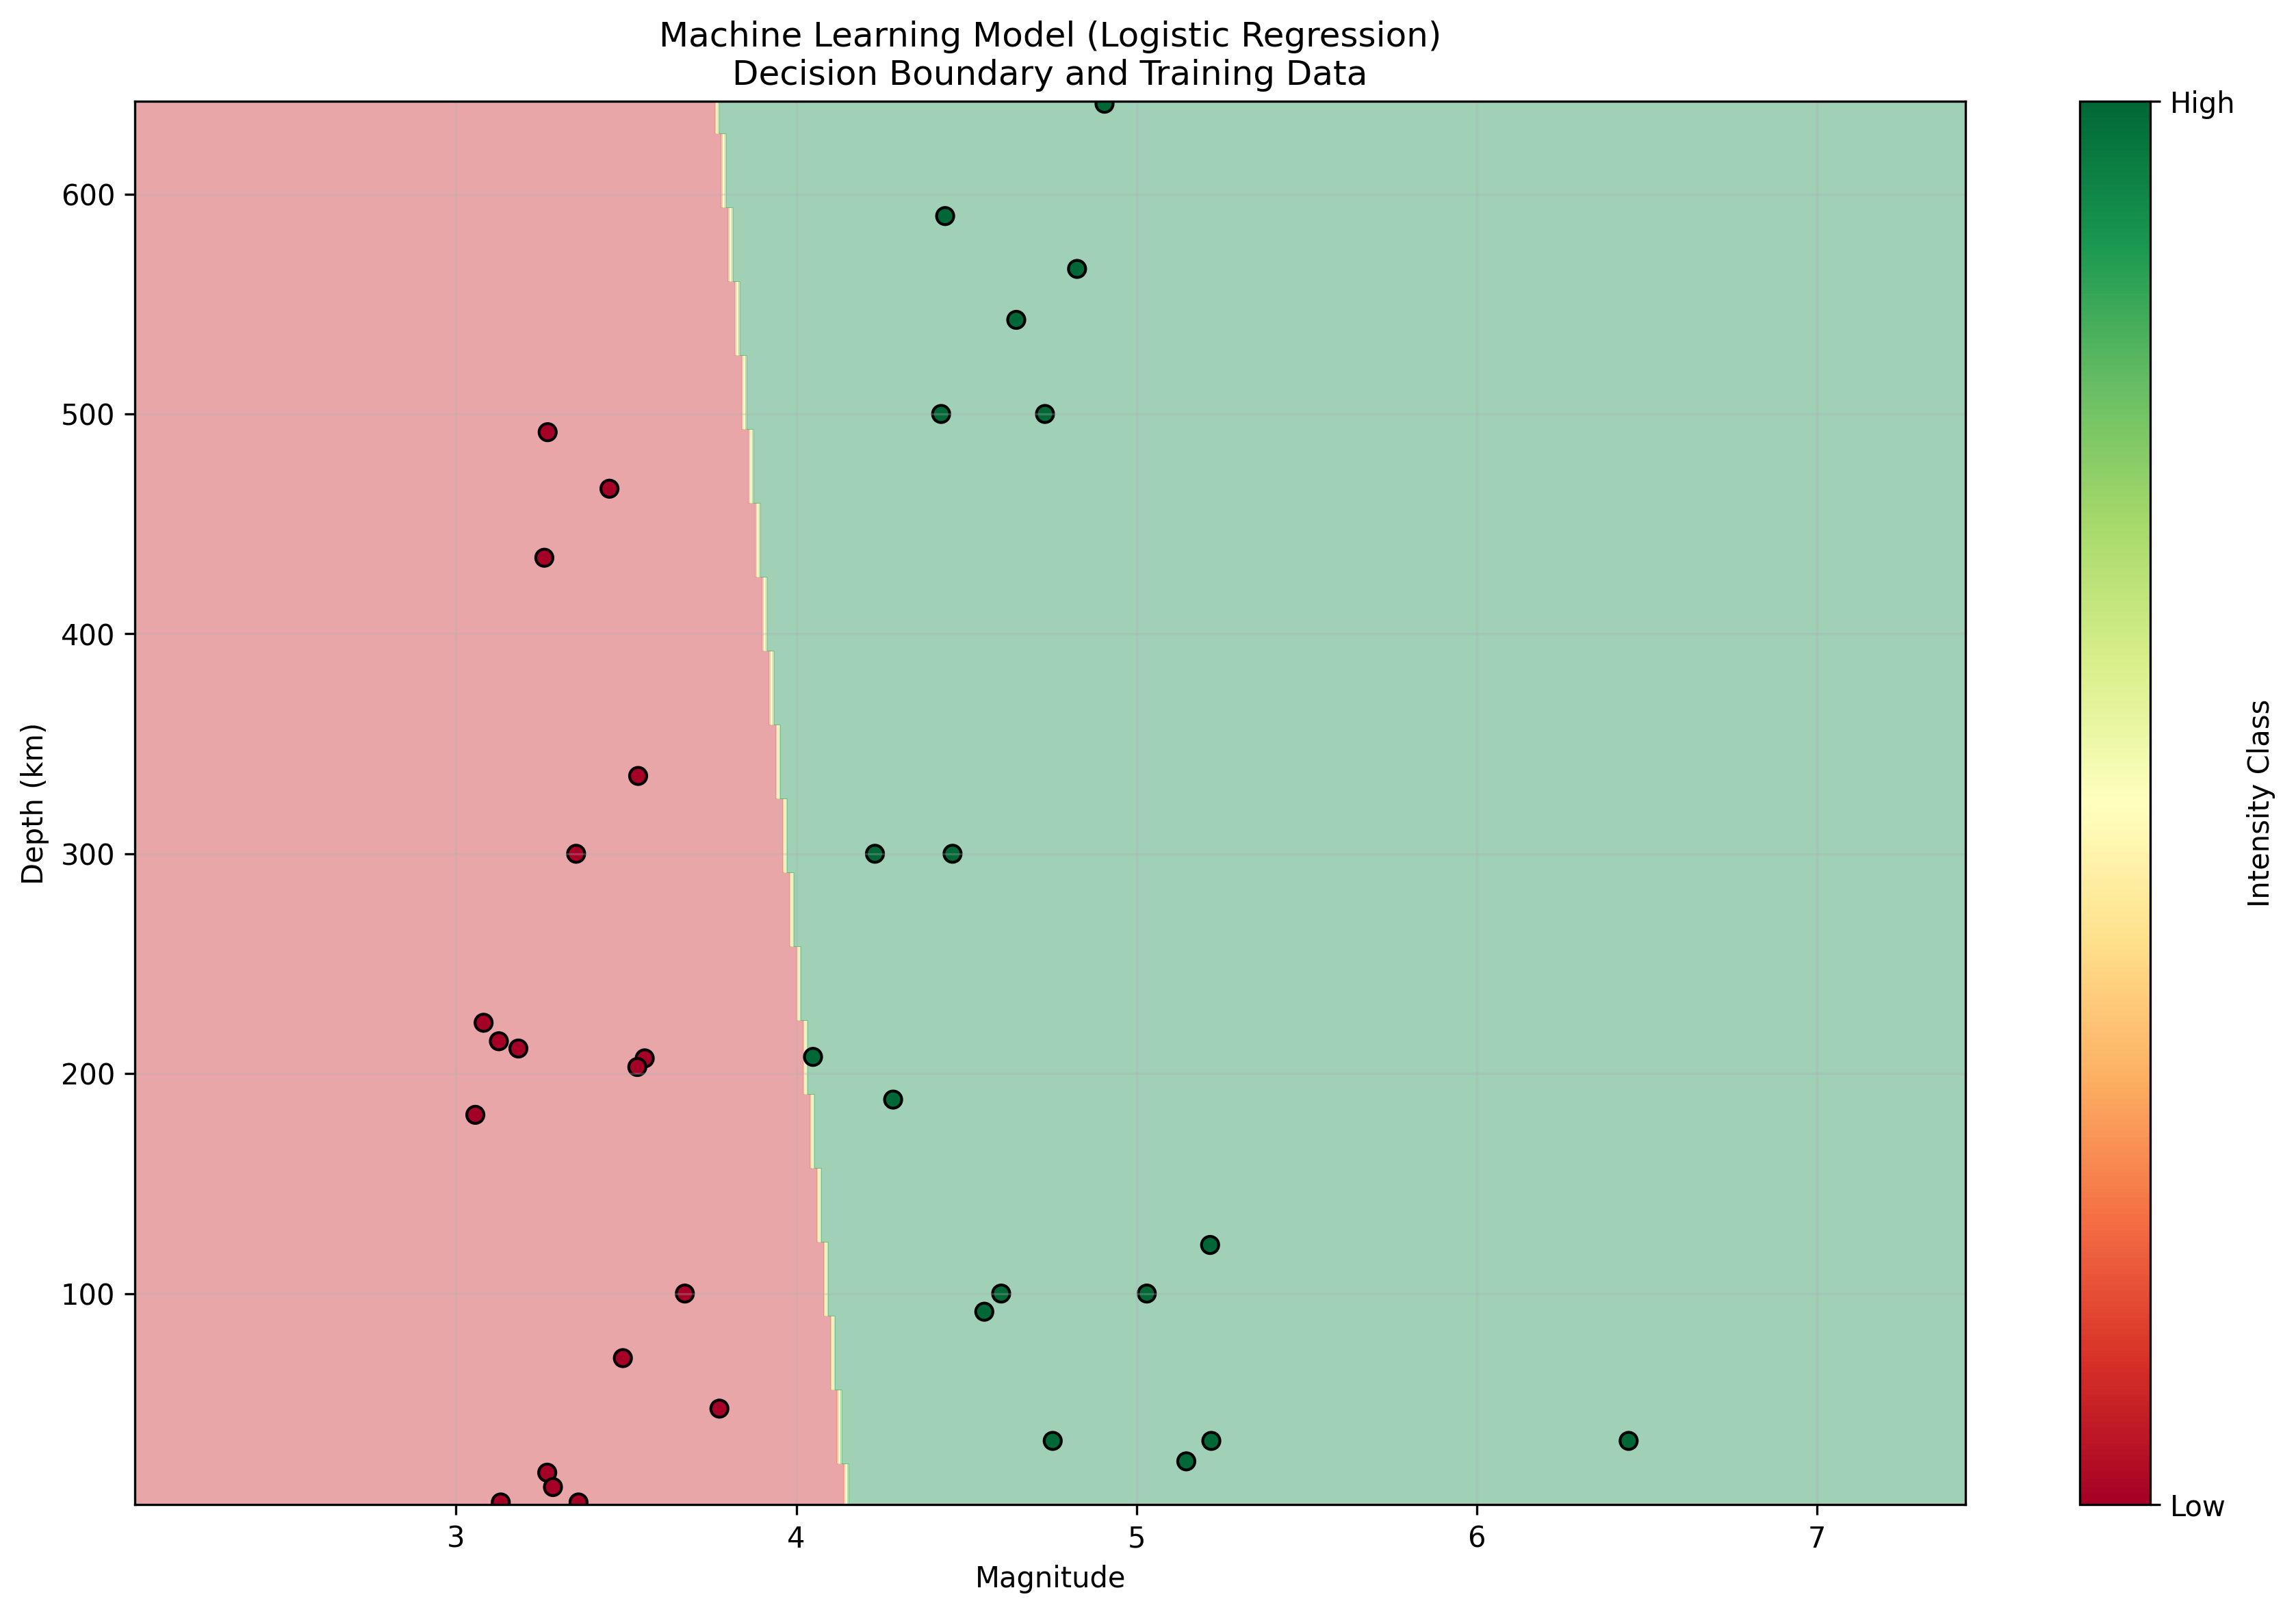 Machine Learning Model (Logistic Regression)
Decision Boundary and Training Data
High
600
500
400
300
200
100
Depth (km)
Intensity Class
Low
3
4
5
6
7
Magnitude